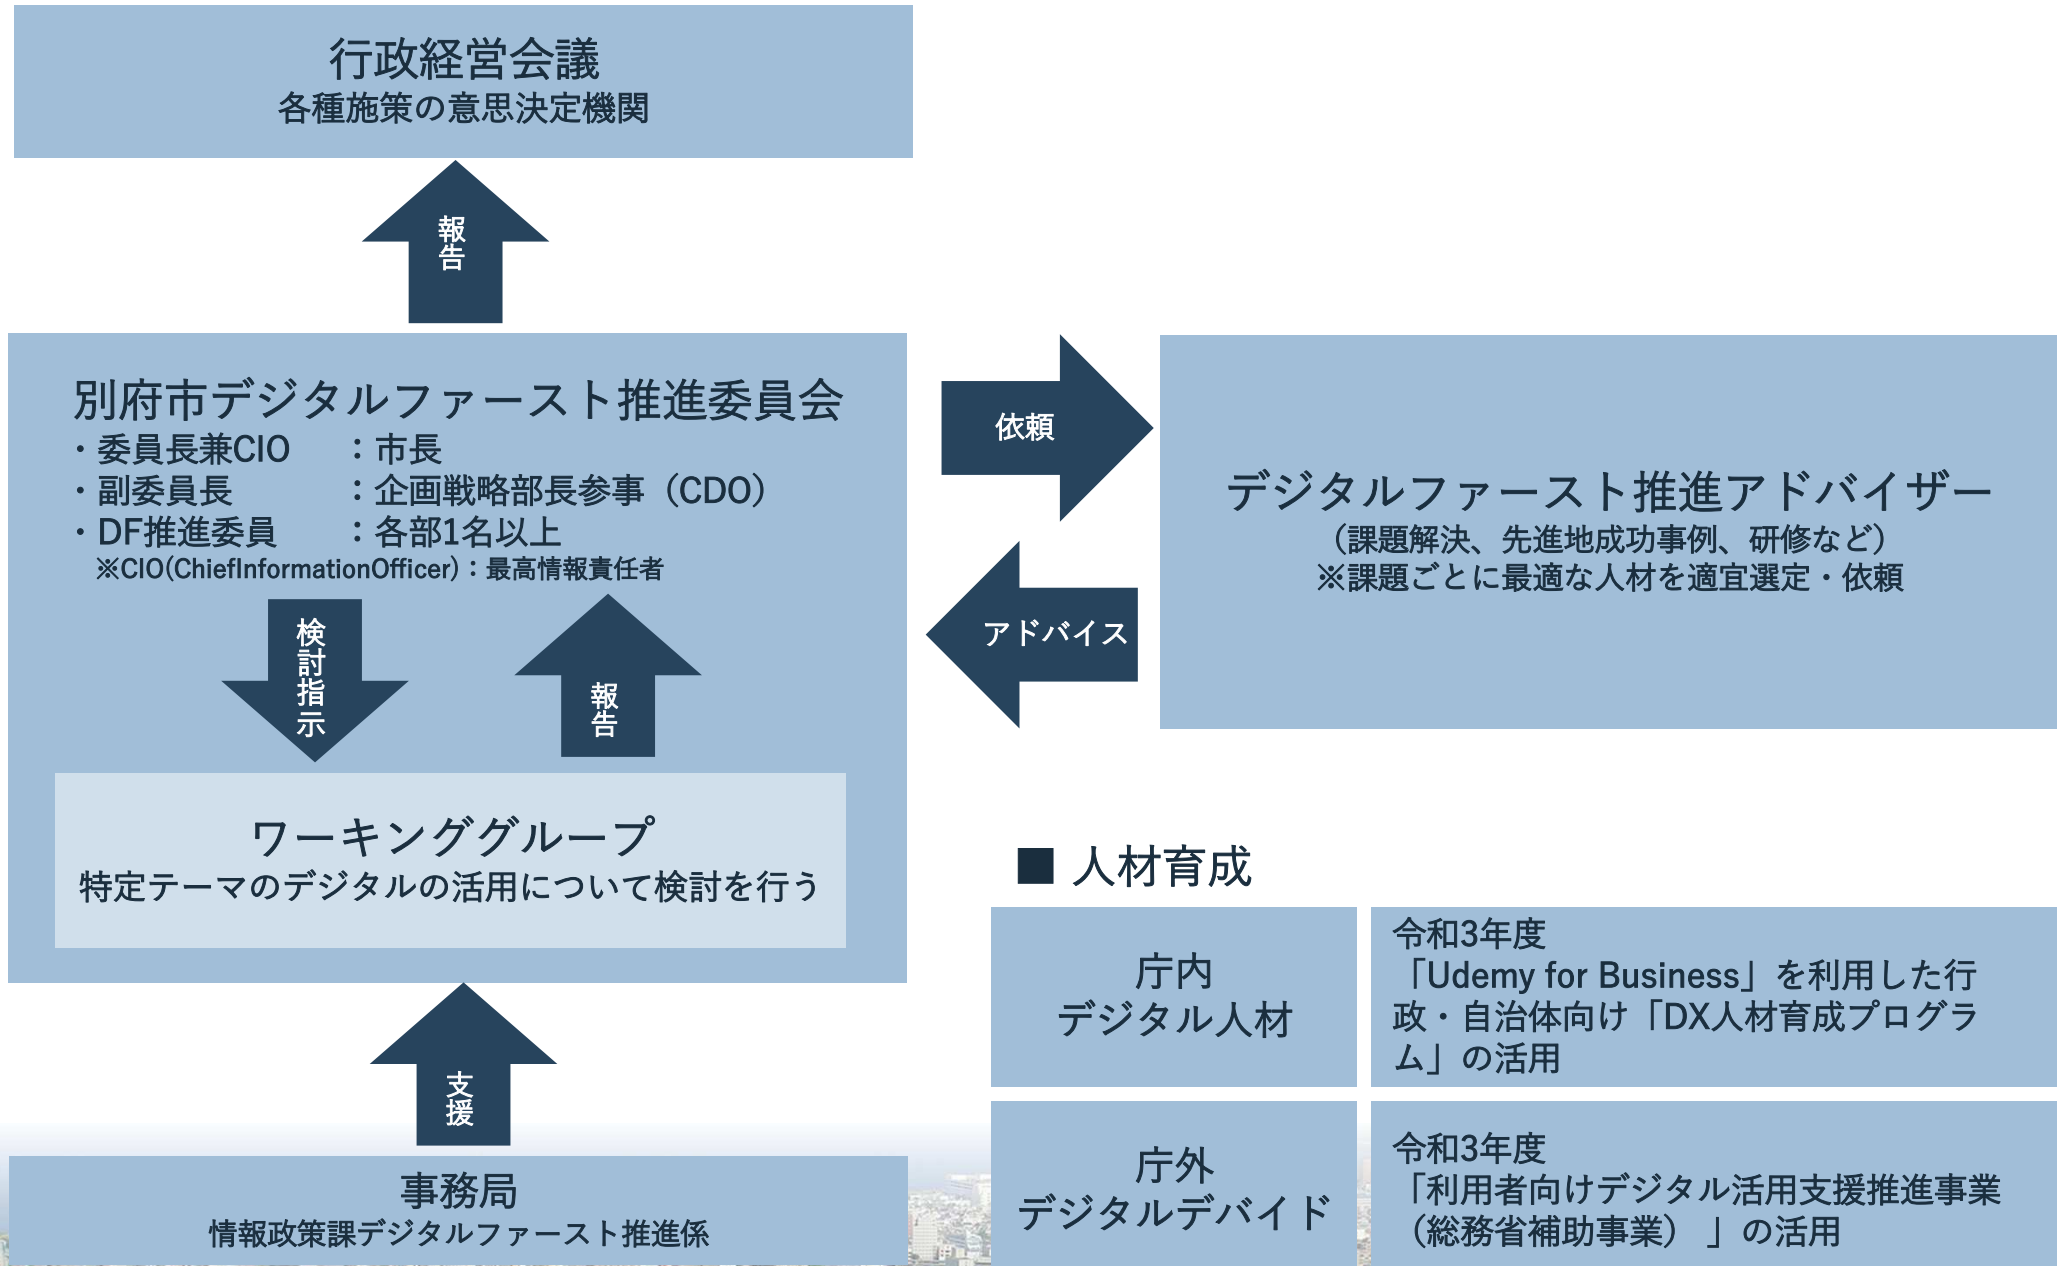 行政経営会議
各種施策の意思決定機関
報告
別府市デジタルファースト推進委員会
・委員長兼CIO ：市長
・副委員長 ：企画戦略部長参事（CDO）
・DF推進委員 ：各部1名以上
※CIO(ChiefInformationOfficer)：最高情報責任者
検討指示
報告
ワーキンググループ
特定テーマのデジタルの活用について検討を行う
支援
事務局
情報政策課デジタルファースト推進係
依頼
アドバイス
デジタルファースト推進アドバイザー
（課題解決、先進地成功事例、研修など）
※課題ごとに最適な人材を適宜選定・依頼
■ 人材育成
庁内
デジタル人材
令和3年度
「Udemy for Business」を利用した行
政・自治体向け「DX人材育成プログラ
ム」の活用
庁外
デジタルデバイド
令和3年度
「利用者向けデジタル活用支援推進事業
（総務省補助事業） 」の活用